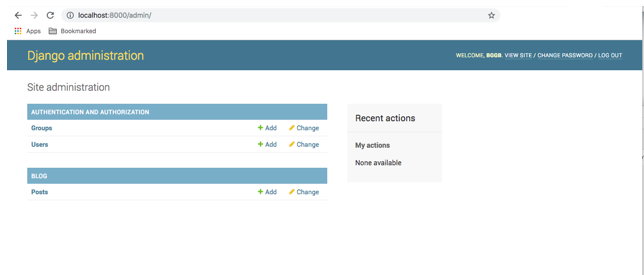 localhost:8000/admin/
Apps Bookmarked
Django administration
WELCOME, BGGB. VIEW SITE / CHANGE PASSWORD / LOG OUT
Site administration
AUTHENTICATION AND AUTHORIZATION
Groups Add Change
Users Add Change
BLOG
Posts Add Change
Recent actions
My actions
None available